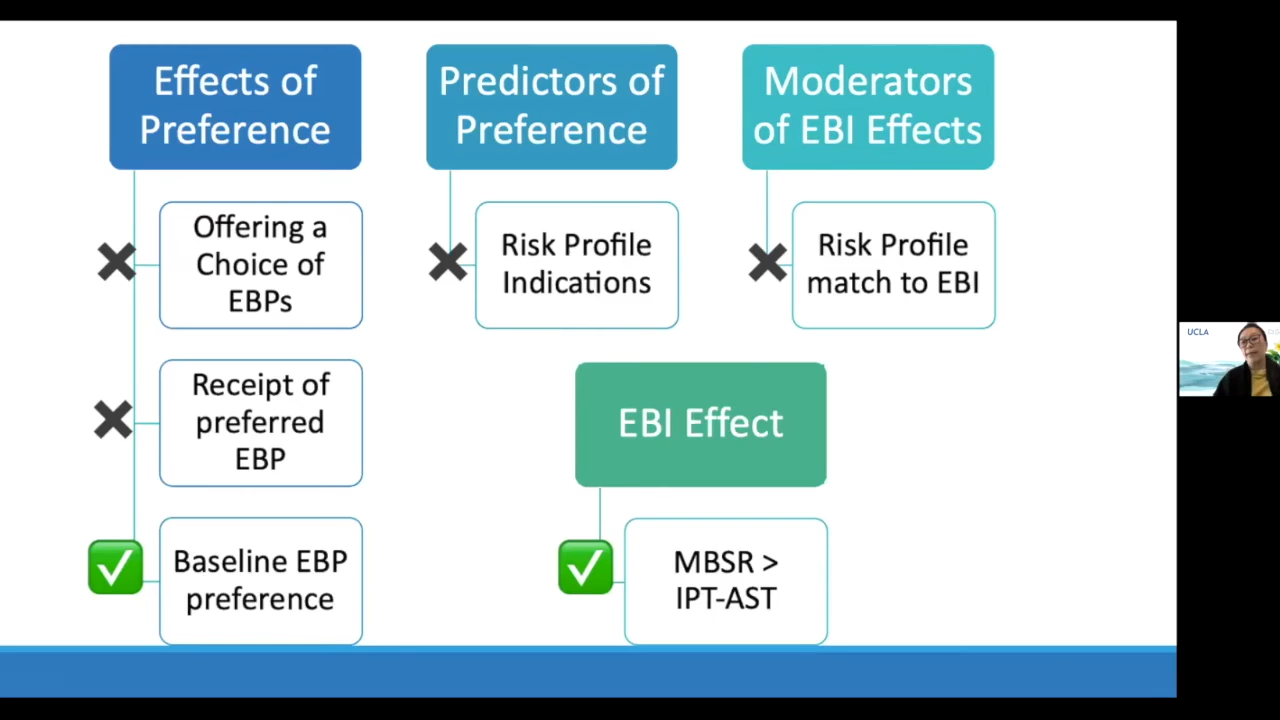 Effects of
Preference
Offering a
Choice of
EBPs
Receipt of
preferred
EBP
Baseline EBP
preference
Predictors of
Preference
Risk Profile
Indications
Moderators
of EBI Effects
Risk Profile
match to EBI
EBI Effect
MBSR >
IPT-AST
UCLA